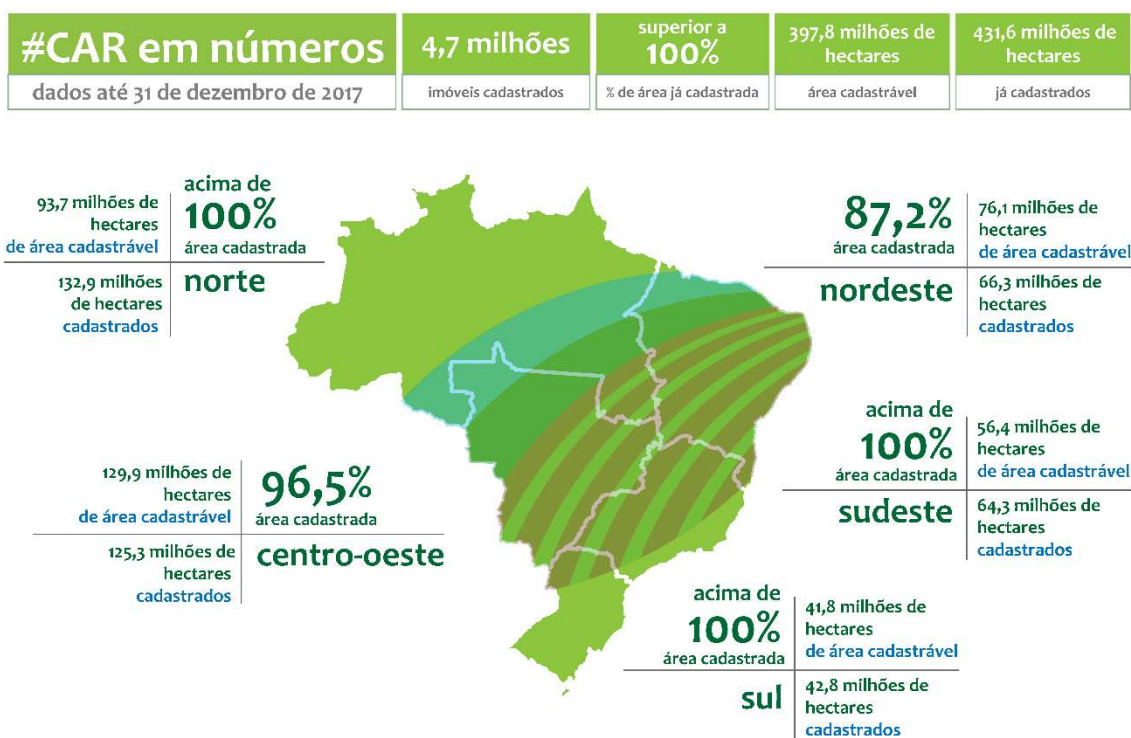 #CAR em números
dados até 31 de dezembro de 2017
4,7 milhões
imóveis cadastrados
superior a
100%
% de área já cadastrada
397,8 milhões de
hectares
área cadastrável
431,6 milhões de
hectares
já cadastrados
93,7 milhões de
hectares
de área cadastrável
acima de
100%
área cadastrada
132,9 milhões
de hectares
cadastrados
norte
87,2%
área cadastrada
76,1 milhões de
hectares
de área cadastrável
nordeste
66,3 milhões de
hectares
cadastrados
129,9 milhões de
hectares
de área cadastrável
96,5%
área cadastrada
125,3 milhões de
hectares
cadastrados
centro-oeste
acima de
100%
área cadastrada
56,4 milhões de
hectares
de área cadastrável
sudeste
64,3 milhões de
hectares
cadastrados
acima de
100%
área cadastrada
41,8 milhões de
hectares
de área cadastrável
sul
42,8 milhões de
hectares
cadastrados